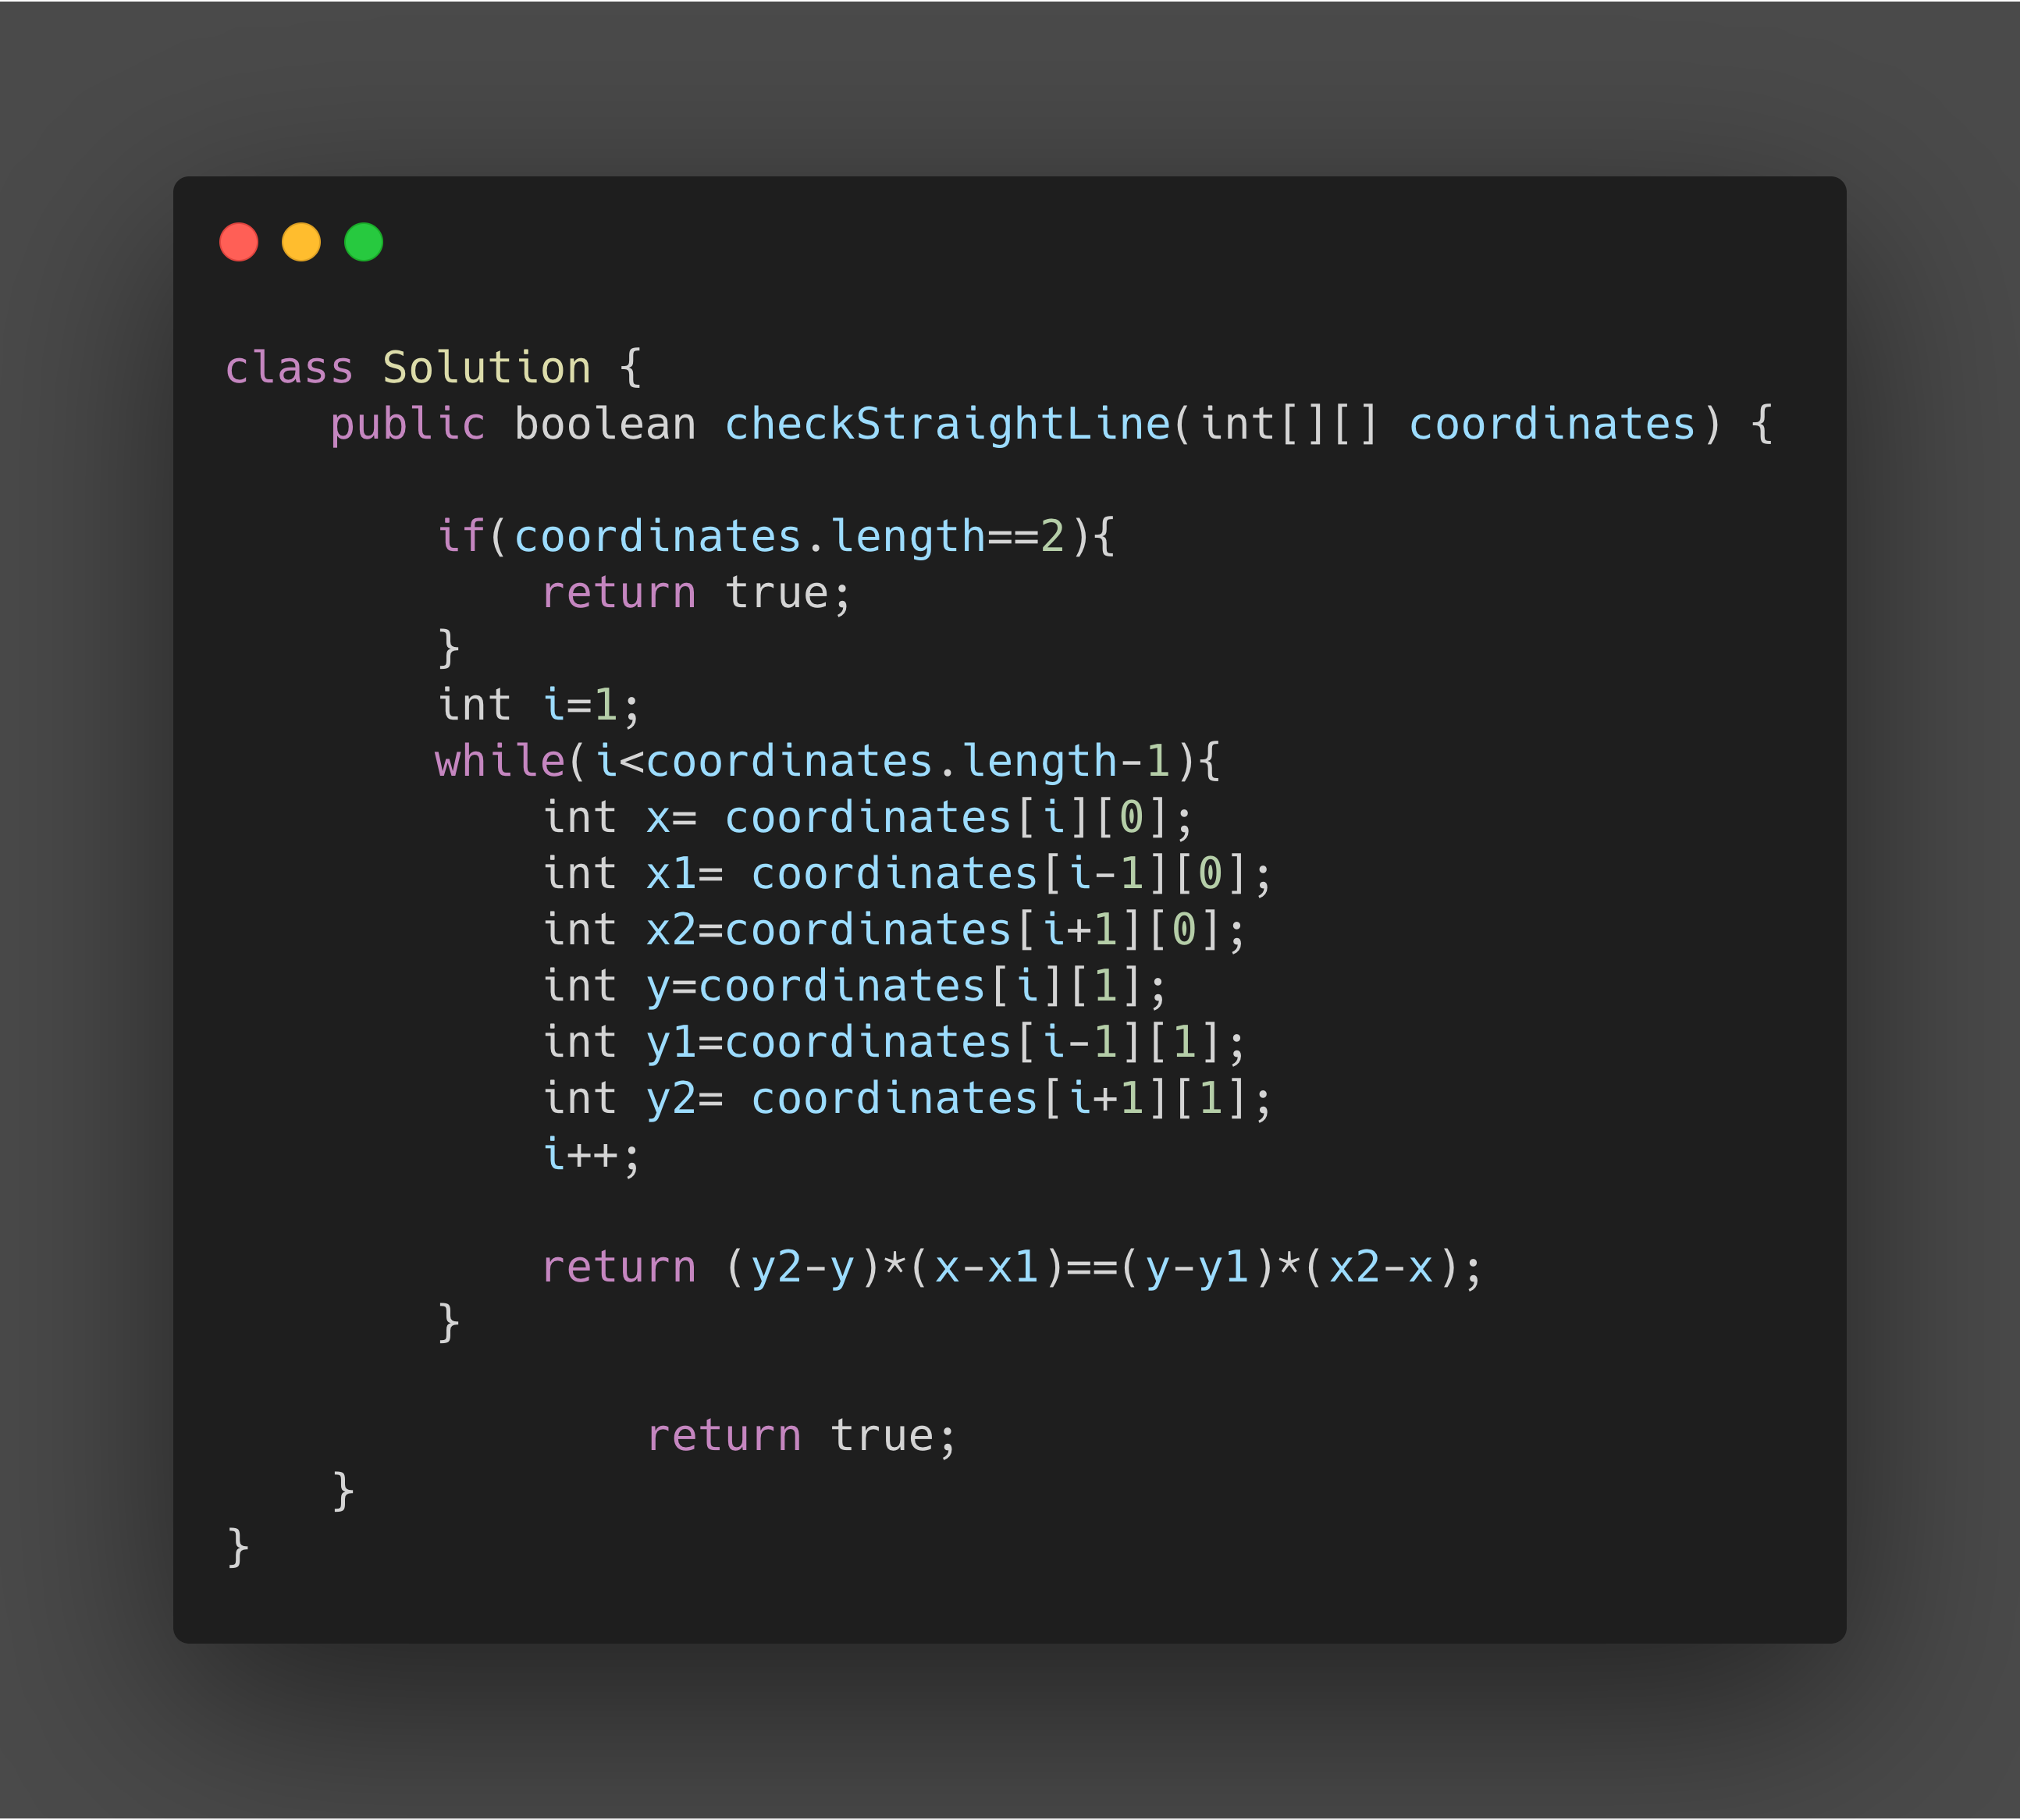 class Solution {
    public boolean checkStraightLine(int[][] coordinates) {
        if(coordinates.length==2){
            return true;
        }
        int i=1;
        while(i<coordinates.length-1){
            int x= coordinates[i][0];
            int x1= coordinates[i-1][0];
            int x2=coordinates[i+1][0];
            int y=coordinates[i][1];
            int y1=coordinates[i-1][1];
            int y2= coordinates[i+1][1];
            i++;
            return (y2-y)*(x-x1)==(y-y1)*(x2-x);
        }
                return true;
    }
}